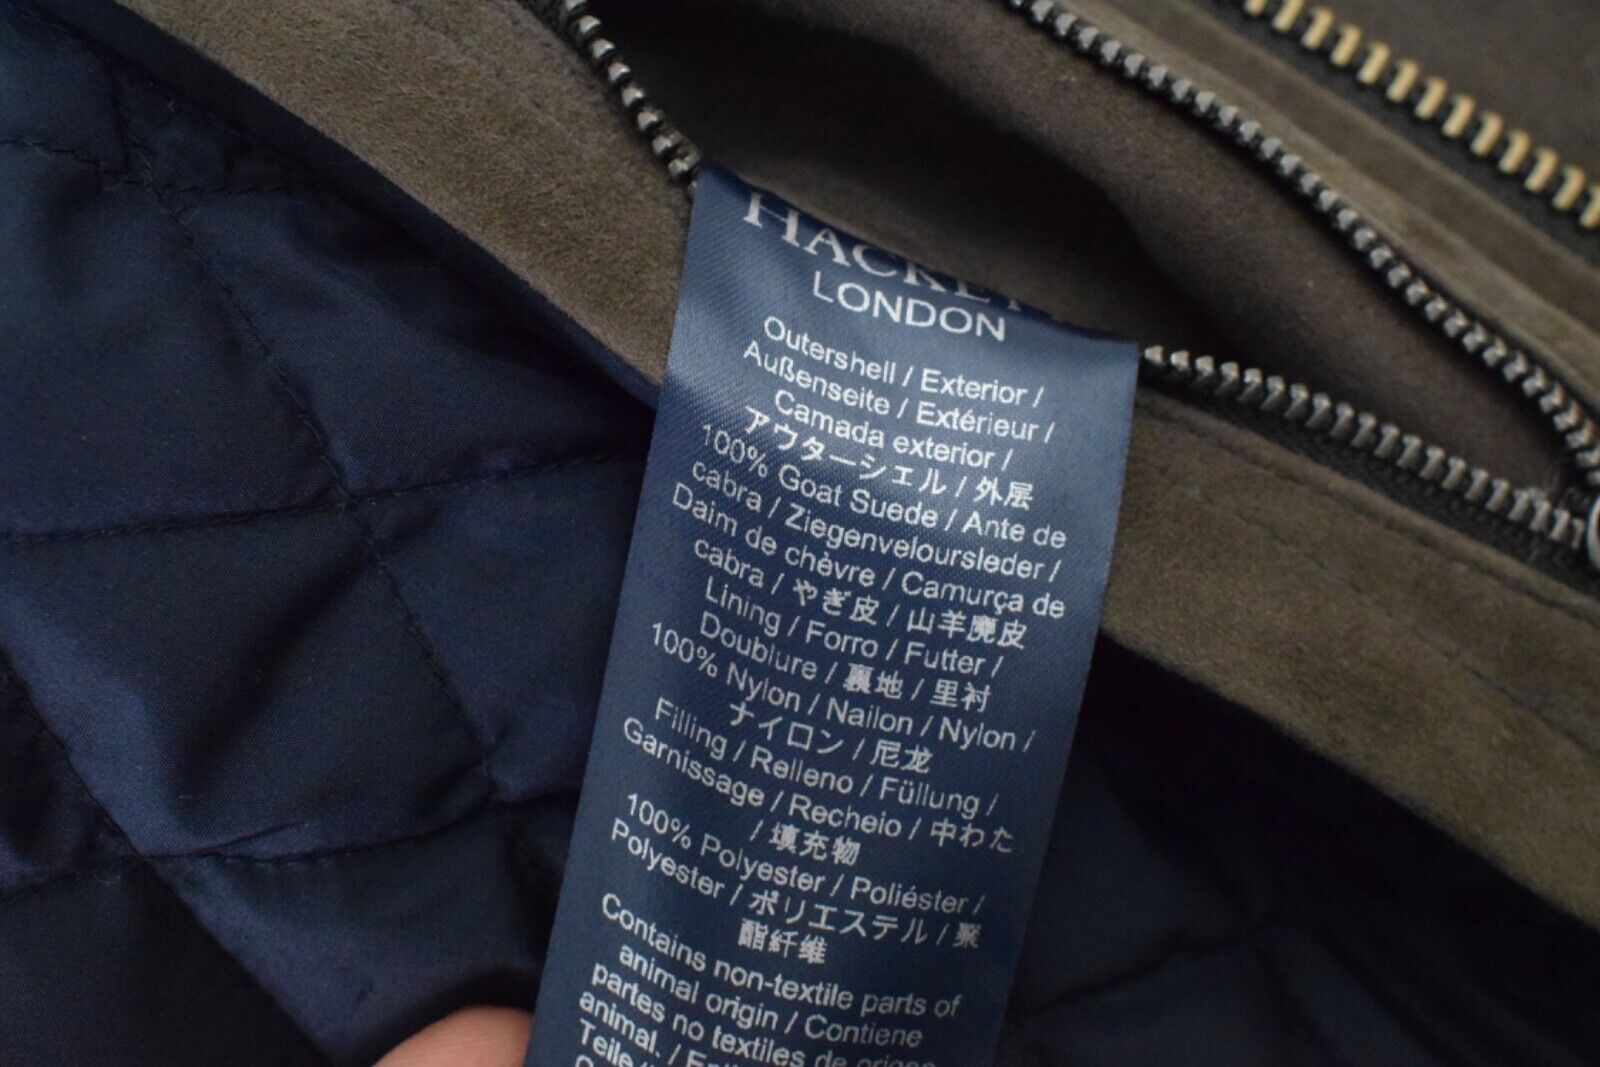 HACKETT
LONDON
Outershell / Exterior /
Außenseite / Extérieur /
Camada exterior /
アウターシェル / 外层
100% Goat Suede / Ante de
cabra / Ziegenveloursleder /
Daim de chèvre / Camurça de
cabra / やぎ皮 / 山羊麂皮
Lining / Forro / Futter /
Doublure / 裏地 / 里衬
100% Nylon / Nailon / Nylon /
ナイロン / 尼龙
Filling / Relleno / Füllung /
Garnissage / Recheio / 中わた
/ 填充物
100% Polyester / Poliéster /
Polyester / ポリエステル / 聚
酯纤维
Contains non-textile parts of
animal origin / Contiene
partes no textiles de origen
animal. /
Teile /